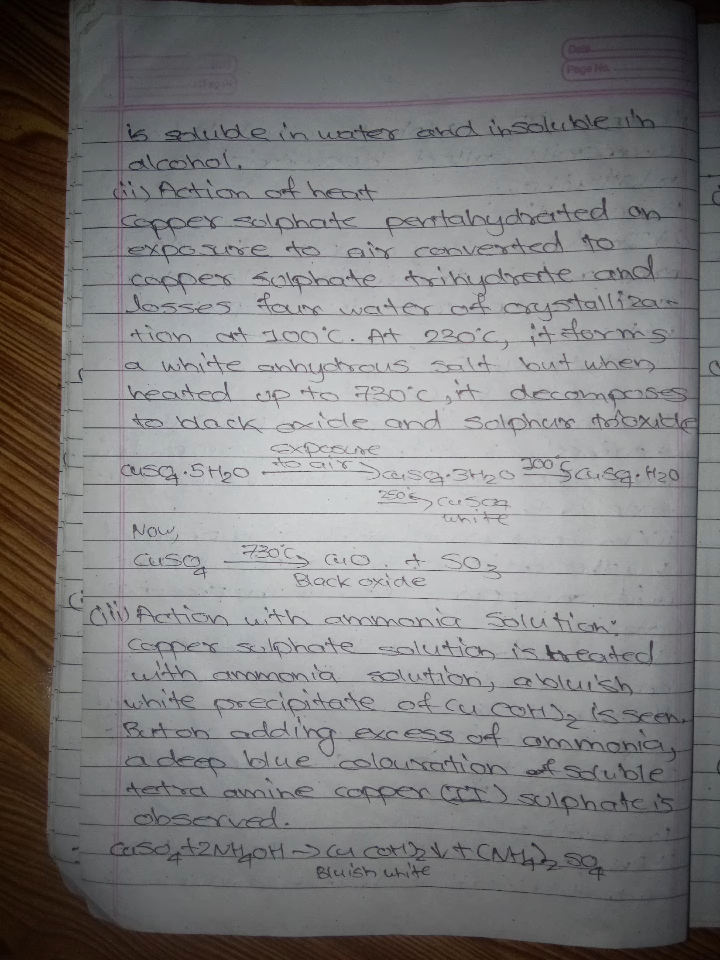 Date
Page No.
is soluble in water and insoluble in
alcohol.
(ii) Action of heat
Copper sulphate pentahydrated on
exposure to air converted to
copper sulphate trihydrate and
losses four water of crystalliza-
tion at 100°C. At 230°C, it forms
a white anhydrous salt but when
heated up to 730°C, it decomposes
to black oxide and sulphur trioxide
exposure
CuSO4·5H2O to air → CuSO4·3H2O 100°C → CuSO4·H2O
250°C → CuSO4
white
Now,
CuSO4 730°C → CuO + SO3
Black oxide
(iii) Action with ammonia Solution:
Copper sulphate solution is treated
with ammonia solution, a bluish
white precipitate of Cu(OH)2 is seen.
But on adding excess of ammonia,
a deep blue colouration of soluble
tetra amine copper (II) sulphate is
observed.
CuSO4+2NH4OH → Cu(OH)2↓+(NH4)2SO4
Bluish white